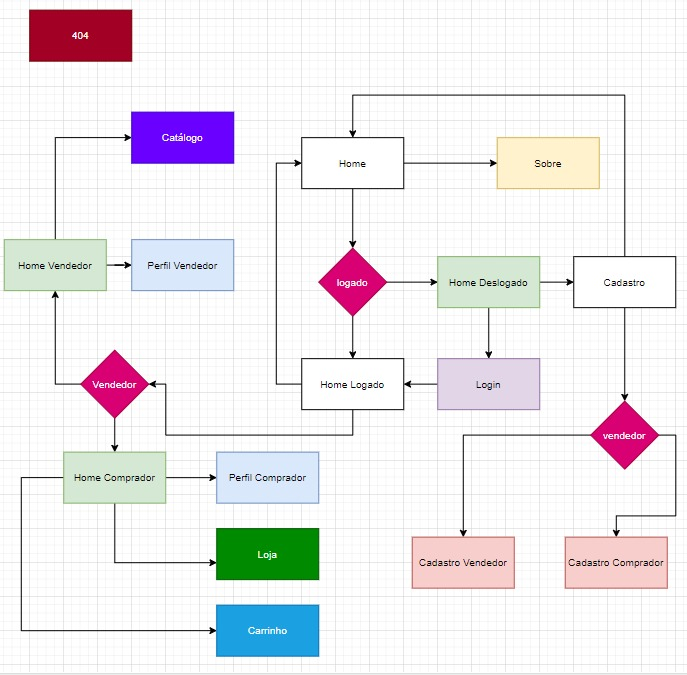 404
Catálogo
Home
Sobre
Home Vendedor
Perfil Vendedor
logado
Home Deslogado
Cadastro
Vendedor
Home Logado
Login
vendedor
Home Comprador
Perfil Comprador
Loja
Cadastro Vendedor
Cadastro Comprador
Carrinho